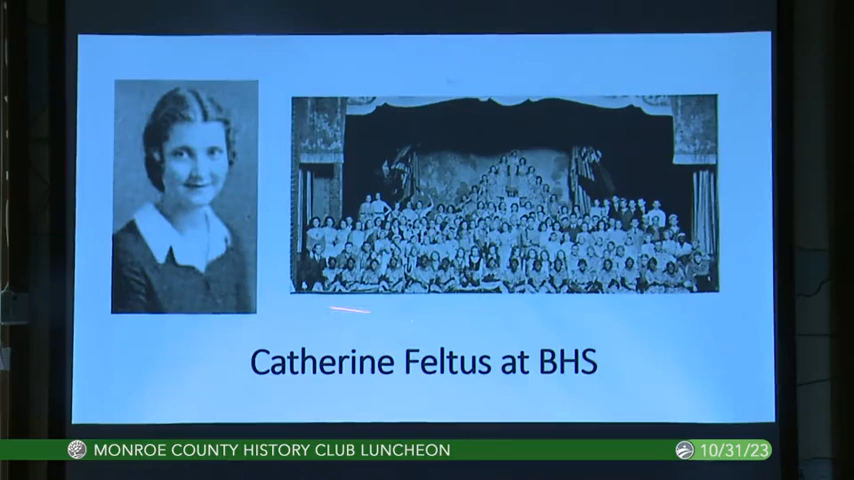 Catherine Feltus at BHS
MONROE COUNTY HISTORY CLUB LUNCHEON
10/31/23